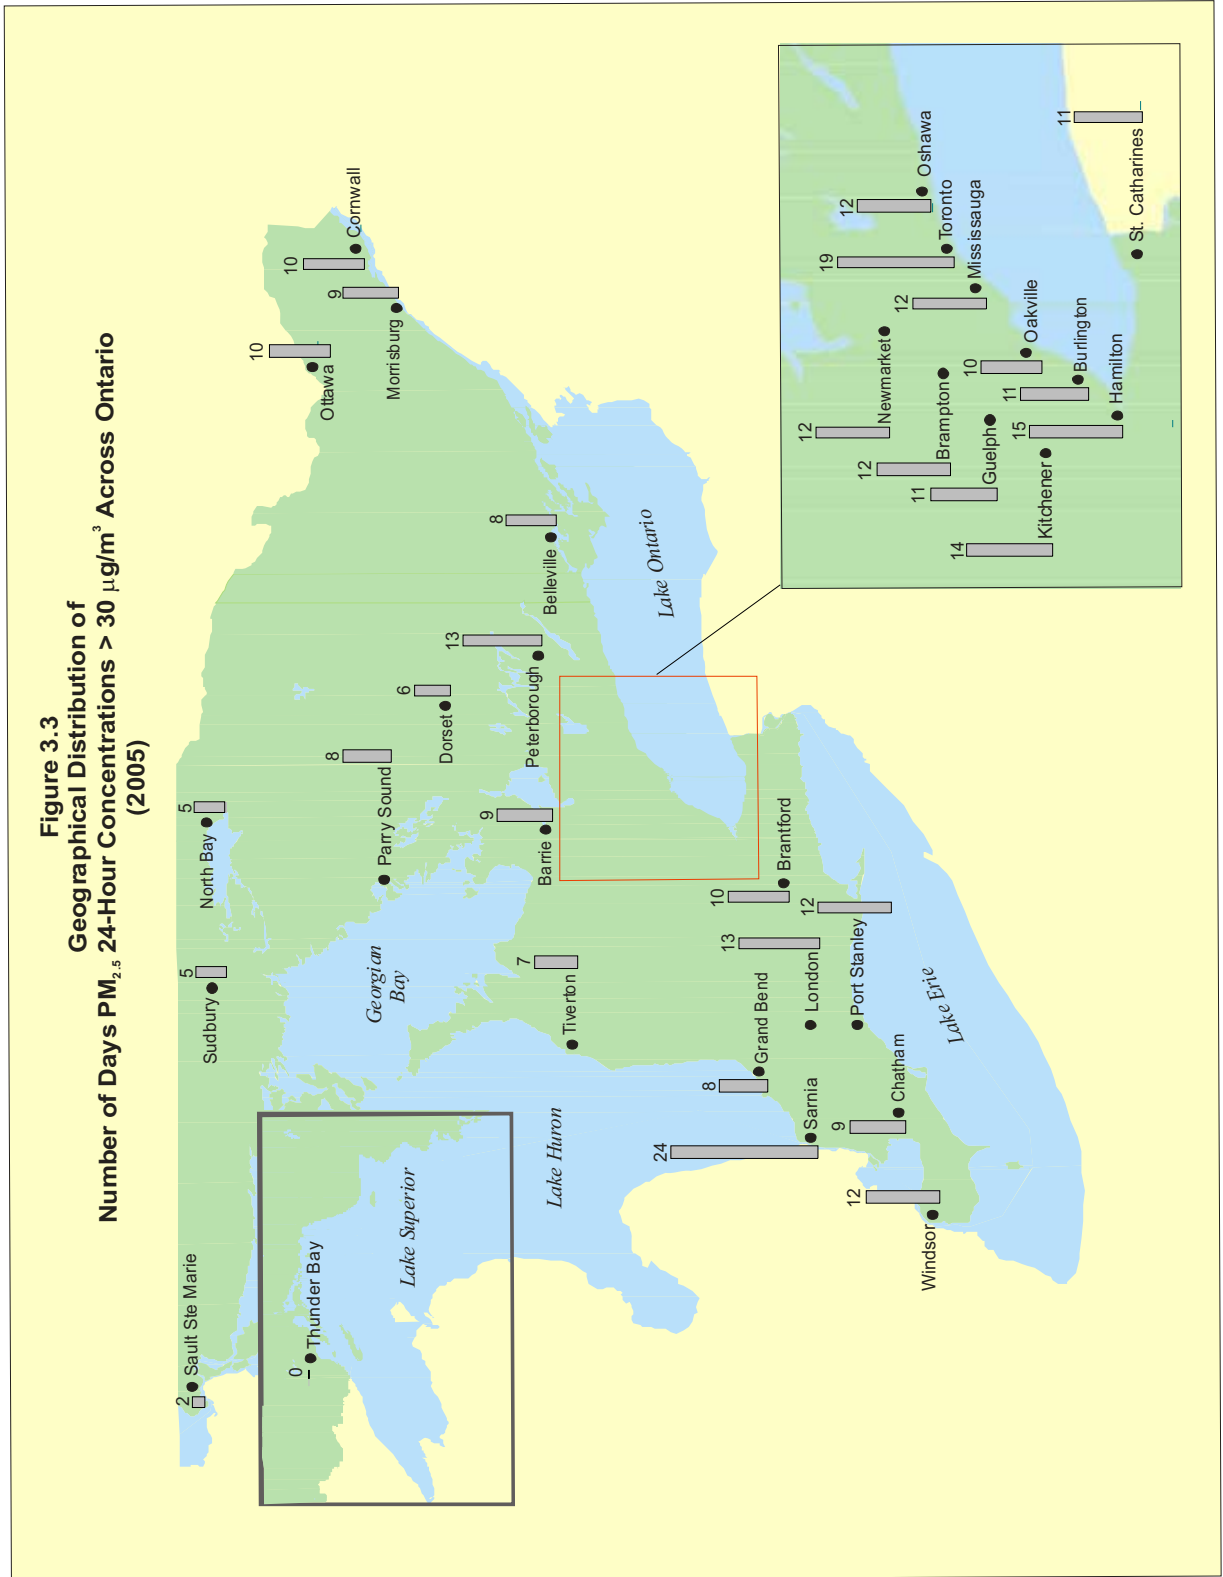 Figure 3.3
Geographical Distribution of
Number of Days PM2.5 24-Hour Concentrations > 30 μg/m³ Across Ontario
(2005)
2
Sault Ste Marie
5
Sudbury
5
North Bay
0
Thunder Bay
Lake Superior
8
Parry Sound
Georgian
Bay
6
Dorset
10
Ottawa
10
Cornwall
9
Morrisburg
9
Barrie
13
Peterborough
8
Belleville
7
Tiverton
Lake Huron
Lake Ontario
8
Grand Bend
10
Brantford
24
Sarnia
13
London
12
Port Stanley
9
Chatham
12
Windsor
Lake Erie
12
Newmarket
12
Oshawa
19
Toronto
12
Brampton
12
Mississauga
11
Guelph
10
Oakville
14
Kitchener
11
Burlington
15
Hamilton
11
St. Catharines